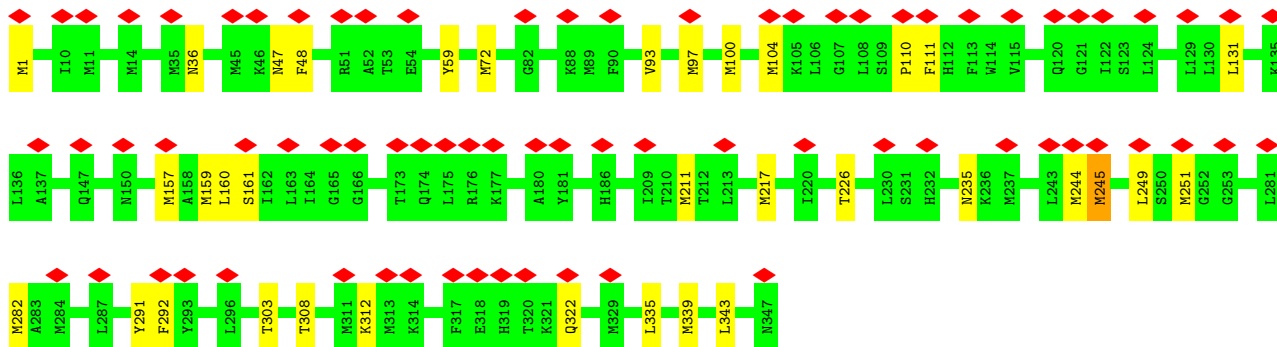 M1 I10 M11 M14 M35 N36 M45 K46 N47 F48 R51 A52 T53 E54 Y59 M72 G82 K88 M89 F90 V93 M97 M100 M104 K105 L106 G107 L108 S109 P110 F111 H112 F113 W114 V115 Q120 G121 I122 S123 L124 L129 L130 L131 K135
L136 A137 Q147 N150 M157 A158 M159 L160 S161 I162 L163 I164 G165 G166 T173 Q174 L175 R176 K177 A180 Y181 H186 I209 T210 M211 T212 L213 M217 I220 T226 L230 S231 H232 N235 K236 M237 L243 M244 M245 L249 S250 M251 G252 G253 L281
M282 A283 M284 L287 Y291 F292 Y293 L296 T303 T308 M311 K312 M313 K314 F317 E318 H319 T320 K321 Q322 M329 L335 M339 L343 N347